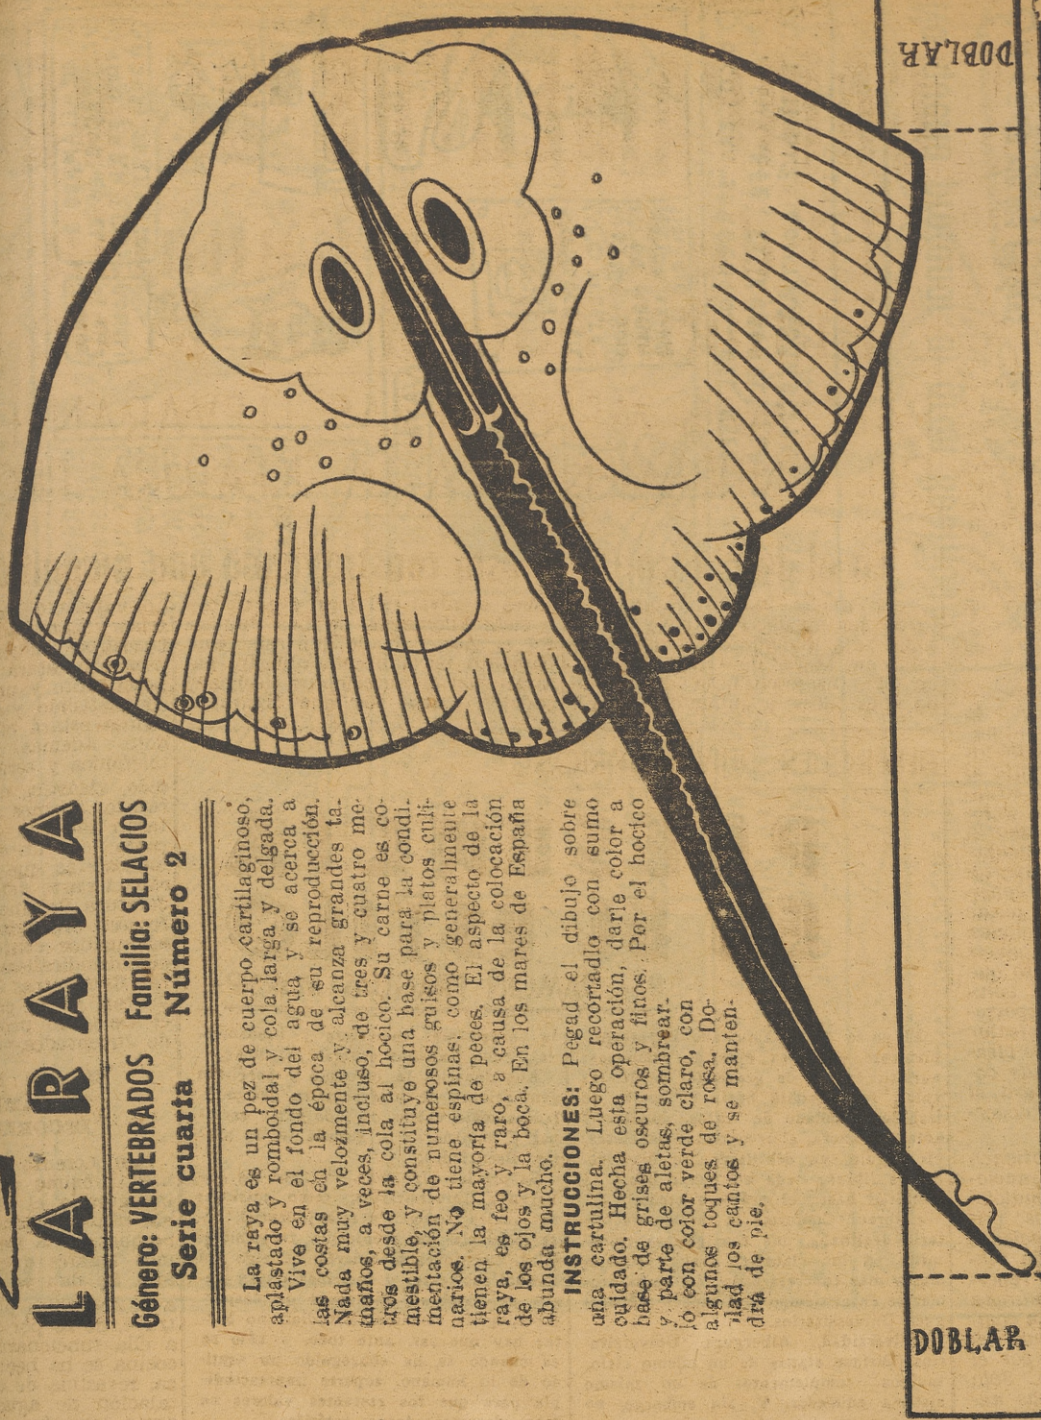 LA RAYA
Género: VERTEBRADOS Familia: SELACIOS
Serie cuarta Número 2
La raya es un pez de cuerpo cartilaginoso,
aplastado y romboidal y cola larga y delgada.
Vive en el fondo del agua y se acerca a
las costas en la época de su reproducción.
Nada muy velozmente y alcanza grandes ta-
maños, a veces, incluso, de tres y cuatro me-
tros desde la cola al hocico. Su carne es co-
mestible, y constituye una base para la condi-
mentación de numerosos guisos y platos culi-
narios. No tiene espinas, como generalmente
tienen la mayoría de peces. El aspecto de la
raya, es feo y raro, a causa de la colocación
de los ojos y la boca. En los mares de España
abunda mucho.
INSTRUCCIONES: Pegad el dibujo sobre
una cartulina. Luego recortadlo con sumo
cuidado. Hecha esta operación, darle color a
base de grises oscuros y finos. Por el hocico
y parte de aletas, sombrear-
lo con color verde claro, con
algunos toques de rosa. Do-
blad los cantos y se manten-
drá de pie.
DOBLAR
DOBLAR